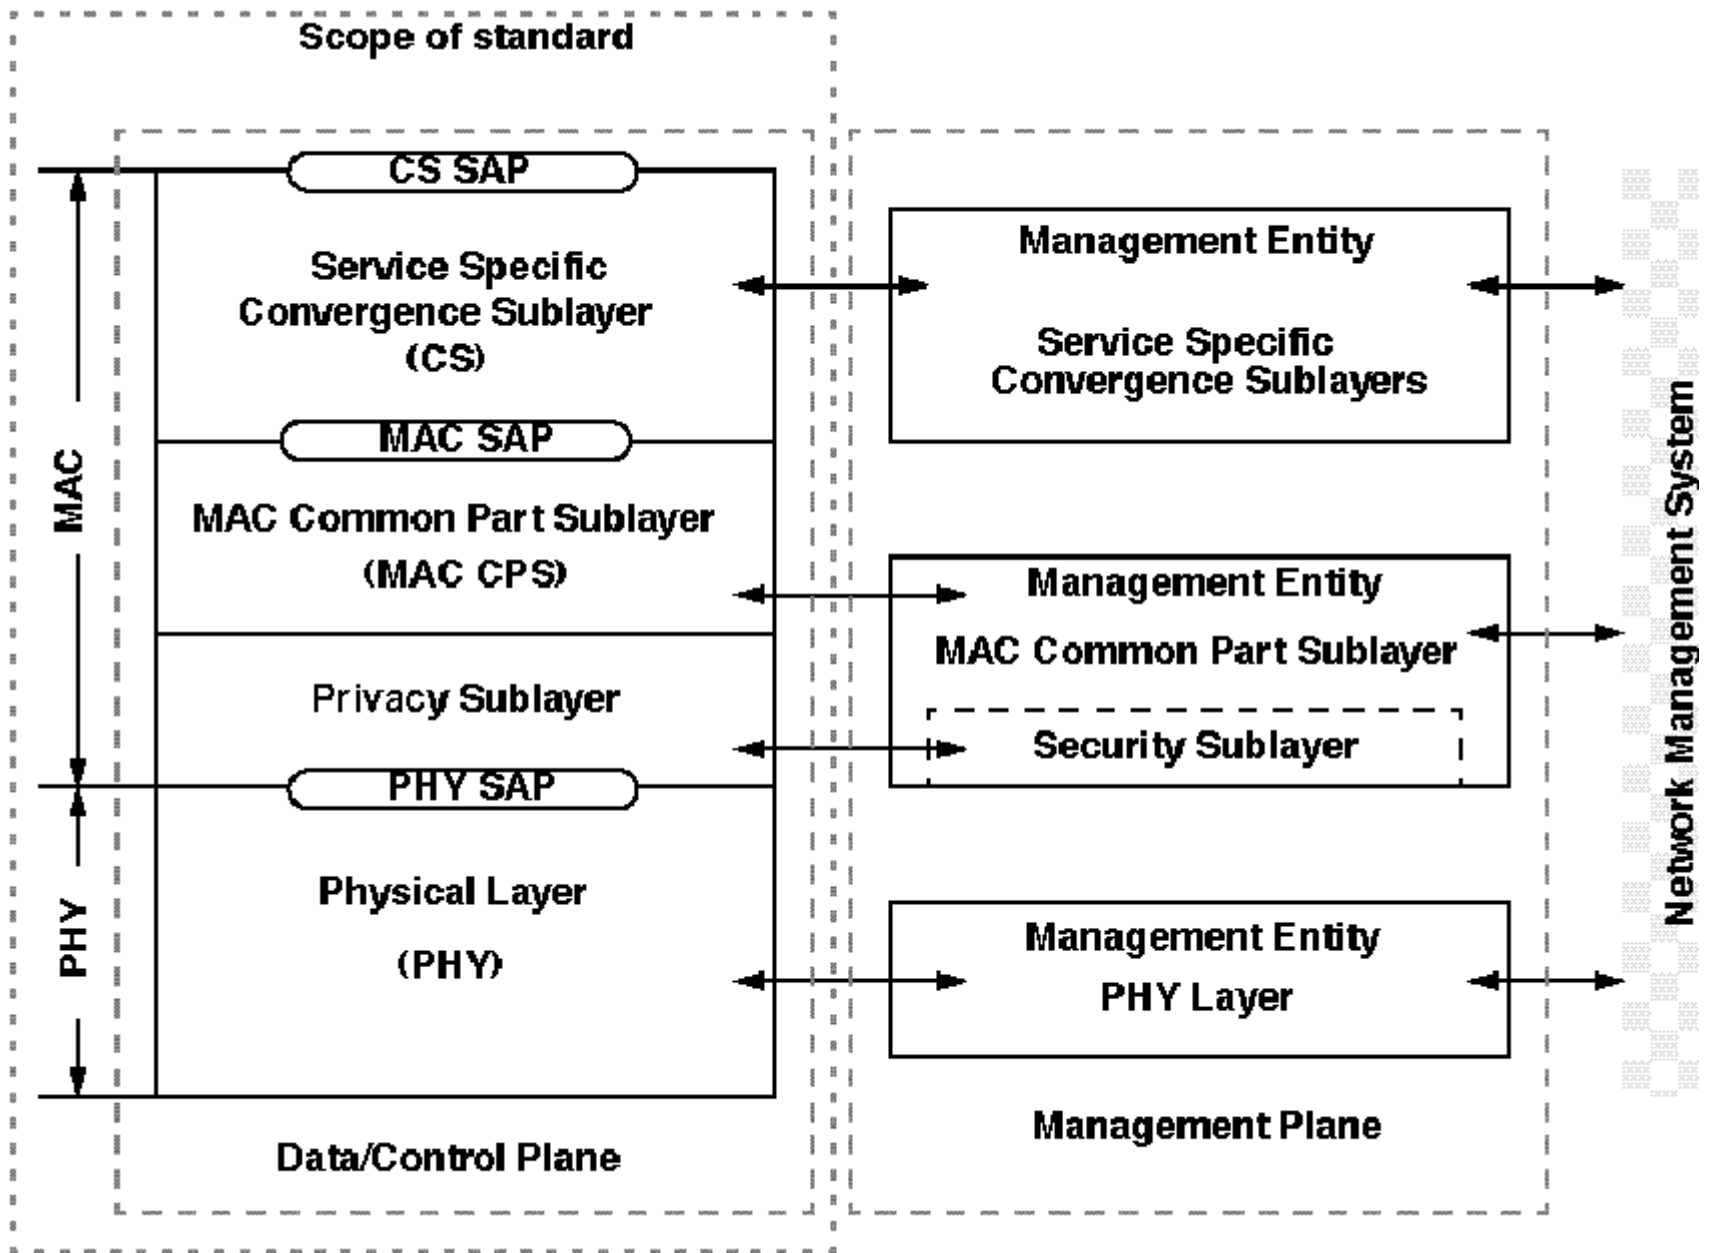 Scope of standard
CS SAP
Service Specific
Convergence Sublayer
(CS)
MAC SAP
MAC Common Part Sublayer
(MAC CPS)
Privacy Sublayer
PHY SAP
Physical Layer
(PHY)
Data/Control Plane
MAC
PHY
Management Entity
Service Specific
Convergence Sublayers
Management Entity
MAC Common Part Sublayer
Security Sublayer
Management Entity
PHY Layer
Management Plane
Network Management System